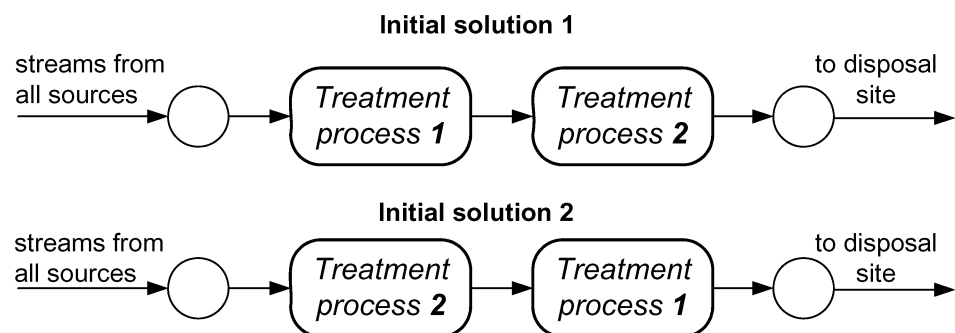 Initial solution 1
streams from
all sources
Treatment
process 1
Treatment
process 2
to disposal
site
Initial solution 2
streams from
all sources
Treatment
process 2
Treatment
process 1
to disposal
site